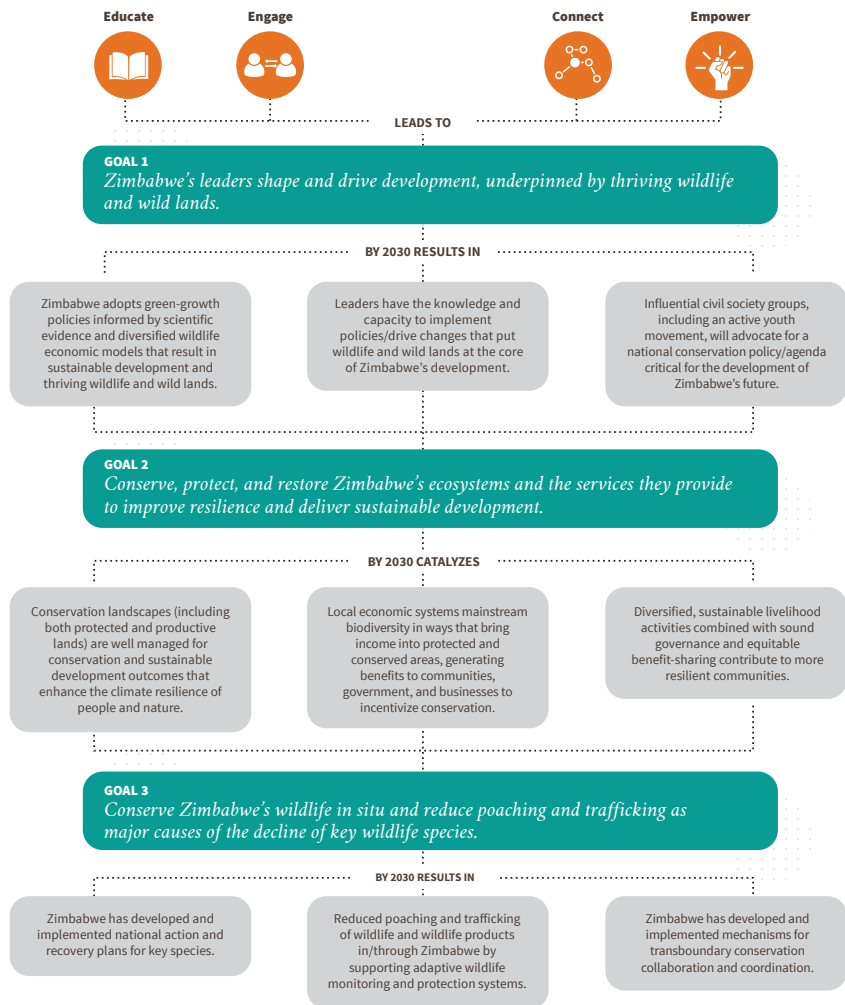 Educate
Engage
Connect
Empower
LEADS TO
GOAL 1
Zimbabwe’s leaders shape and drive development, underpinned by thriving wildlife
and wild lands.
BY 2030 RESULTS IN
Zimbabwe adopts green-growth
policies informed by scientific
evidence and diversified wildlife
economic models that result in
sustainable development and
thriving wildlife and wild lands.
Leaders have the knowledge and
capacity to implement
policies/drive changes that put
wildlife and wild lands at the core
of Zimbabwe’s development.
Influential civil society groups,
including an active youth
movement, will advocate for a
national conservation policy/agenda
critical for the development of
Zimbabwe’s future.
GOAL 2
Conserve, protect, and restore Zimbabwe’s ecosystems and the services they provide
to improve resilience and deliver sustainable development.
BY 2030 CATALYZES
Conservation landscapes (including
both protected and productive
lands) are well managed for
conservation and sustainable
development outcomes that
enhance the climate resilience of
people and nature.
Local economic systems mainstream
biodiversity in ways that bring
income into protected and
conserved areas, generating
benefits to communities,
government, and businesses to
incentivize conservation.
Diversified, sustainable livelihood
activities combined with sound
governance and equitable
benefit-sharing contribute to more
resilient communities.
GOAL 3
Conserve Zimbabwe’s wildlife in situ and reduce poaching and trafficking as
major causes of the decline of key wildlife species.
BY 2030 RESULTS IN
Zimbabwe has developed and
implemented national action and
recovery plans for key species.
Reduced poaching and trafficking
of wildlife and wildlife products
in/through Zimbabwe by
supporting adaptive wildlife
monitoring and protection systems.
Zimbabwe has developed and
implemented mechanisms for
transboundary conservation
collaboration and coordination.